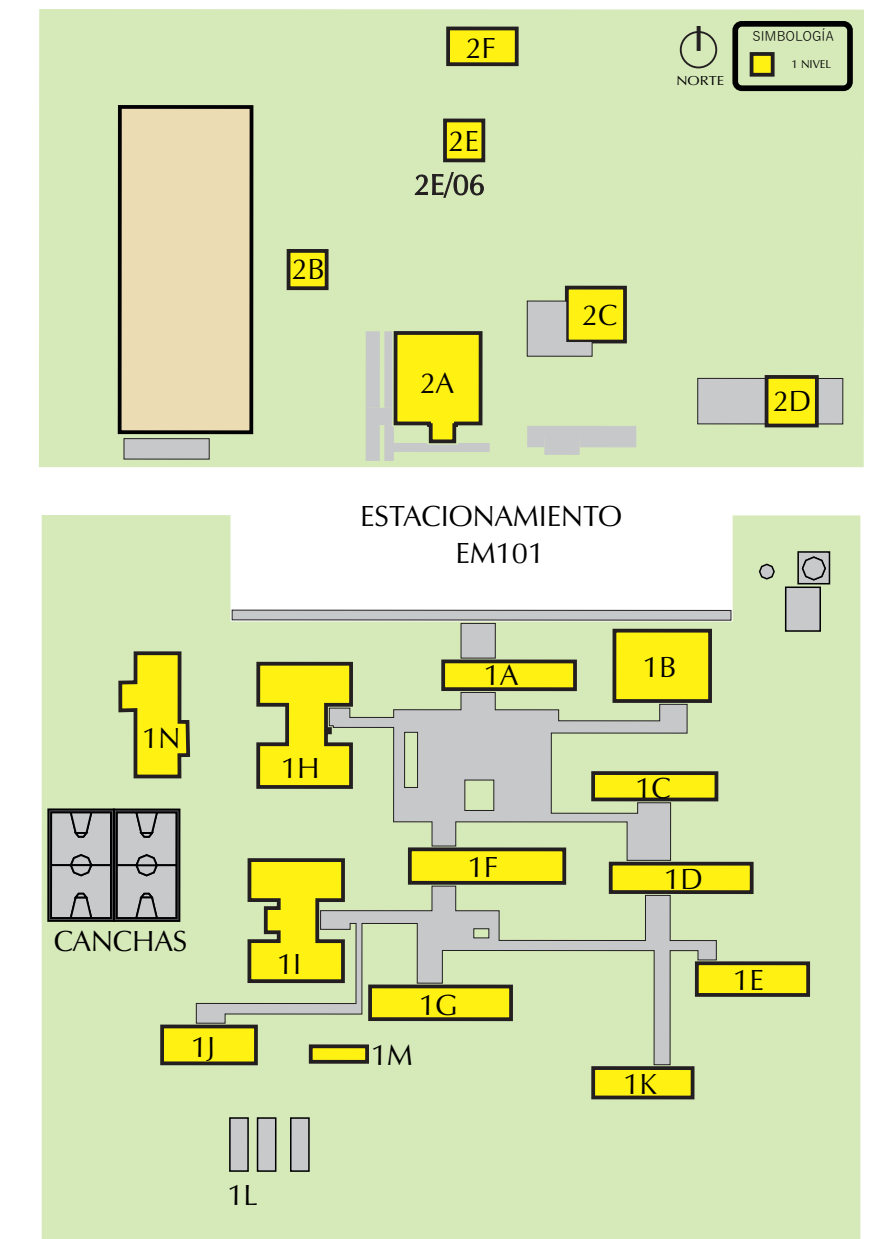 2F
SIMBOLOGÍA
1 NIVEL
NORTE
2E
2E/06
2B
2C
2A
2D
ESTACIONAMIENTO
EM101
1A
1B
1N
1H
1C
1F
1D
CANCHAS
1I
1E
1G
1J
1M
1K
1L